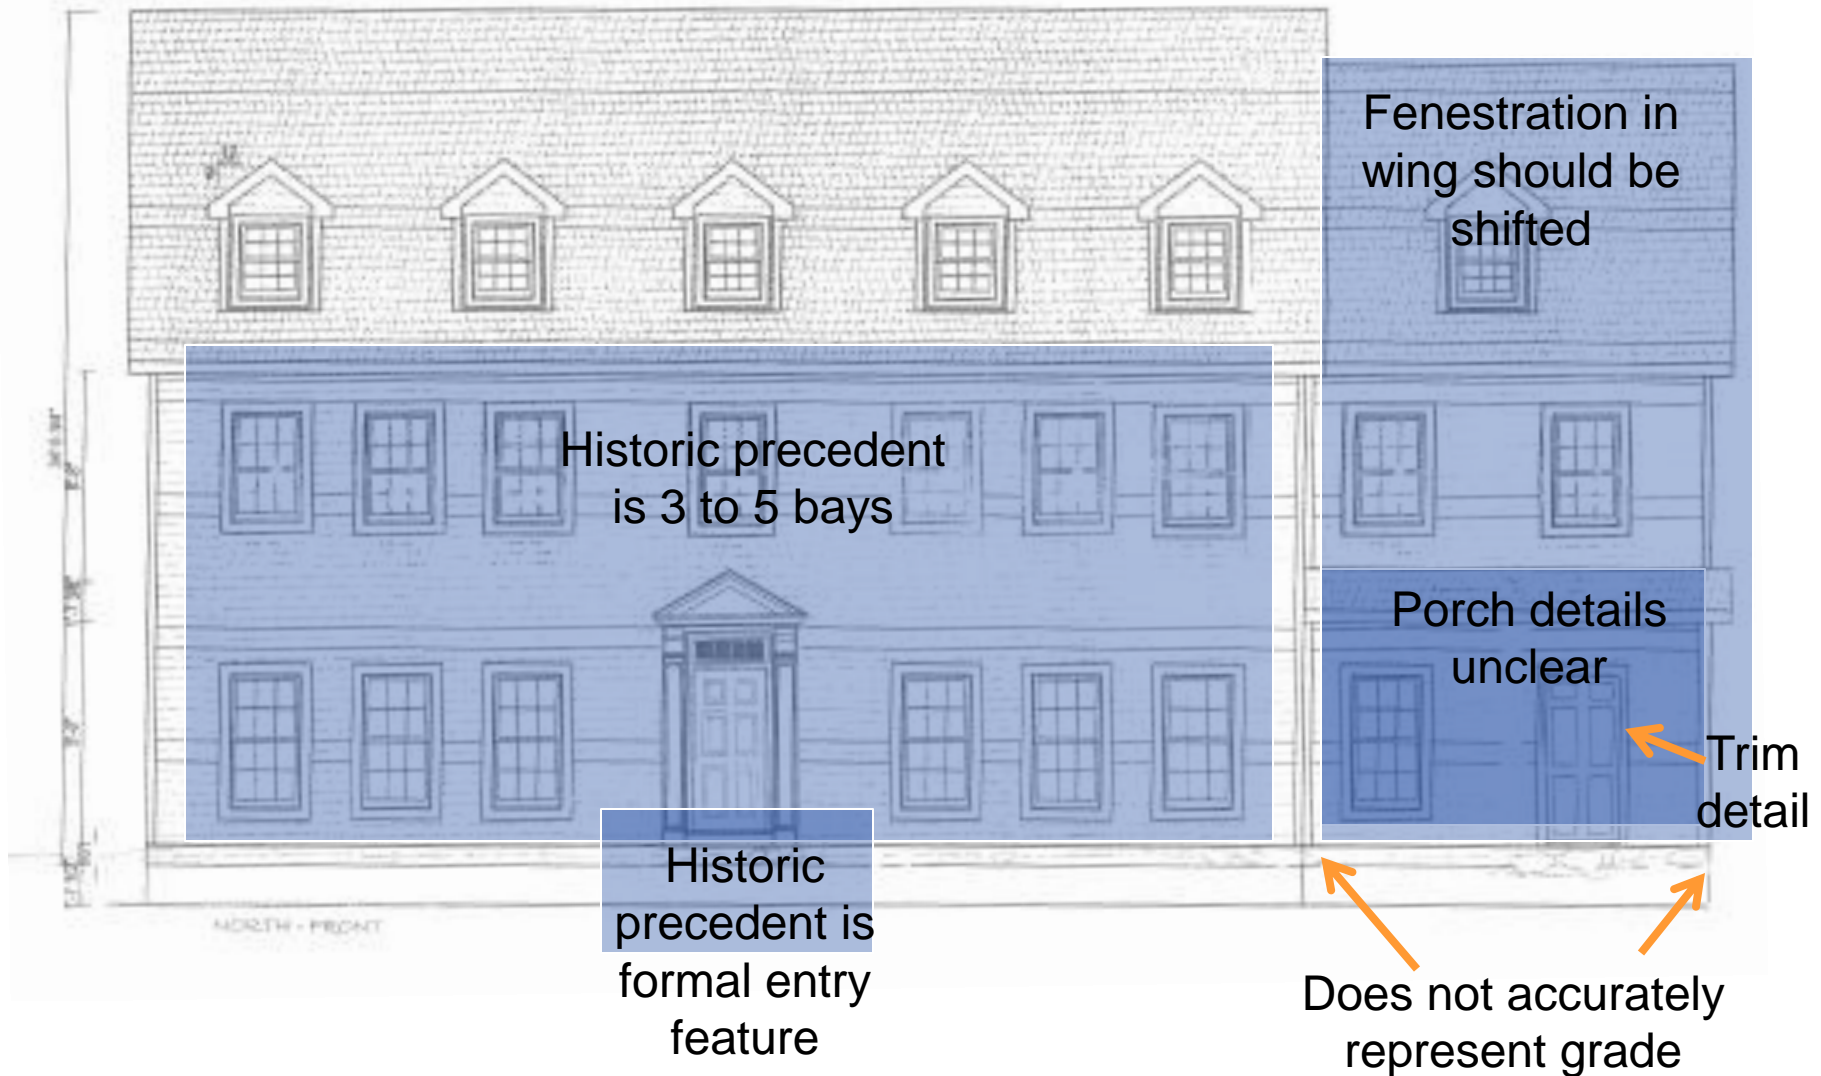 Fenestration in
wing should be
shifted
Historic precedent
is 3 to 5 bays
Porch details
unclear
Trim
detail
Historic
precedent is
formal entry
feature
Does not accurately
represent grade
NORTH - FRONT